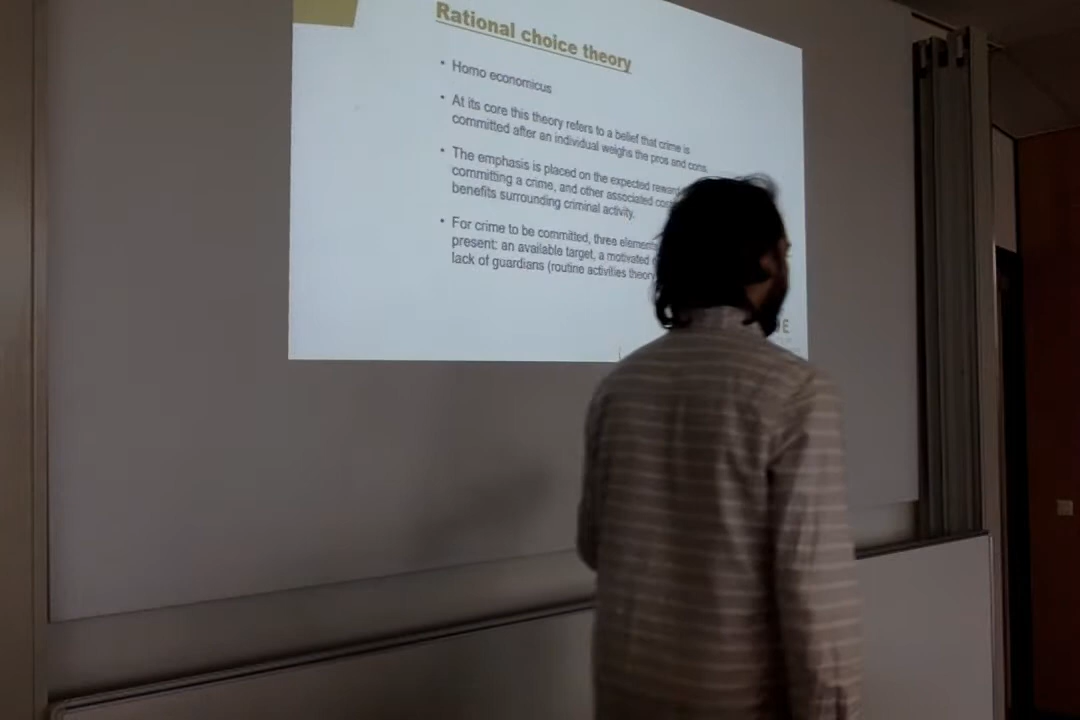 Rational choice theory
• Homo economicus
• At its core this theory refers to a belief that crime is
committed after an individual weighs the pros and cons.
• The emphasis is placed on the expected
committing a crime, and other associated
benefits surrounding criminal activity.
• For crime to be committed, three
present: an available target, a motivated
lack of guardians (routine activities theory
E